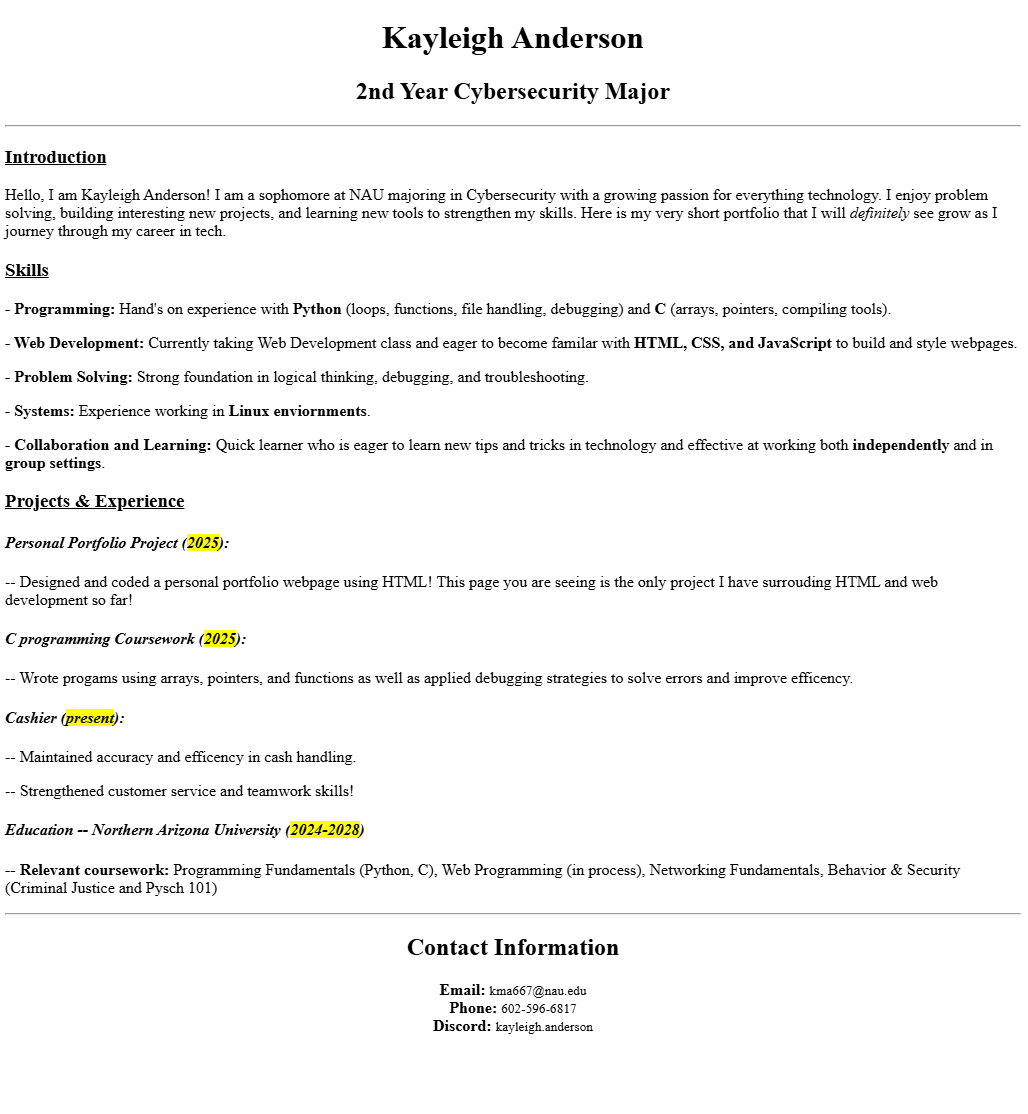 Kayleigh Anderson
2nd Year Cybersecurity Major
Introduction
Hello, I am Kayleigh Anderson! I am a sophomore at NAU majoring in Cybersecurity with a growing passion for everything technology. I enjoy problem
solving, building interesting new projects, and learning new tools to strengthen my skills. Here is my very short portfolio that I will definitely see grow as I
journey through my career in tech.
Skills
- Programming: Hand's on experience with Python (loops, functions, file handling, debugging) and C (arrays, pointers, compiling tools).
- Web Development: Currently taking Web Development class and eager to become familar with HTML, CSS, and JavaScript to build and style webpages.
- Problem Solving: Strong foundation in logical thinking, debugging, and troubleshooting.
- Systems: Experience working in Linux enviornments.
- Collaboration and Learning: Quick learner who is eager to learn new tips and tricks in technology and effective at working both independently and in
group settings.
Projects & Experience
Personal Portfolio Project (2025):
-- Designed and coded a personal portfolio webpage using HTML! This page you are seeing is the only project I have surrouding HTML and web
development so far!
C programming Coursework (2025):
-- Wrote progams using arrays, pointers, and functions as well as applied debugging strategies to solve errors and improve efficency.
Cashier (present):
-- Maintained accuracy and efficency in cash handling.
-- Strengthened customer service and teamwork skills!
Education -- Northern Arizona University (2024-2028)
-- Relevant coursework: Programming Fundamentals (Python, C), Web Programming (in process), Networking Fundamentals, Behavior & Security
(Criminal Justice and Pysch 101)
Contact Information
Email: kma667@nau.edu
Phone: 602-596-6817
Discord: kayleigh.anderson